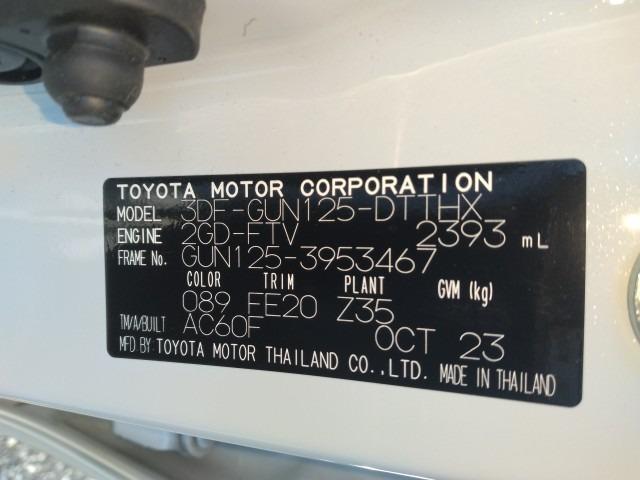 TOYOTA MOTOR CORPORATION
MODEL 3DF-GUN125-DTTHX
ENGINE 2GD-FTV 2393 mL
FRAME No. GUN125-3953467
COLOR TRIM PLANT GVM (kg)
089 FE20 Z35
TM/A/BUILT AC60F OCT 23
MFD BY TOYOTA MOTOR THAILAND CO.,LTD. MADE IN THAILAND